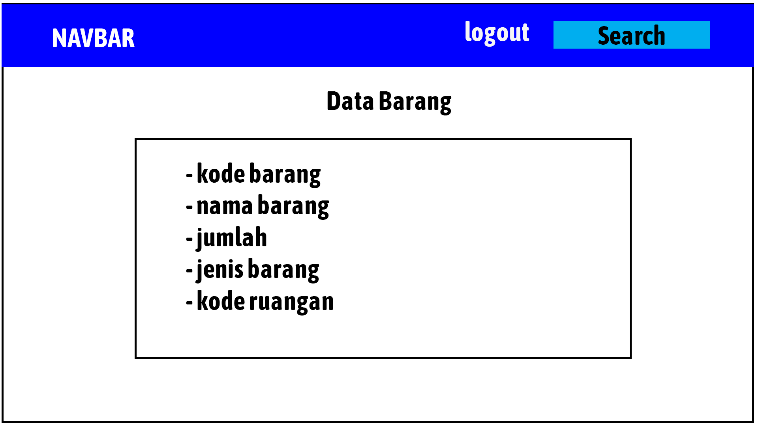 NAVBAR
logout
Search
Data Barang
- kode barang
- nama barang
- jumlah
- jenis barang
- kode ruangan